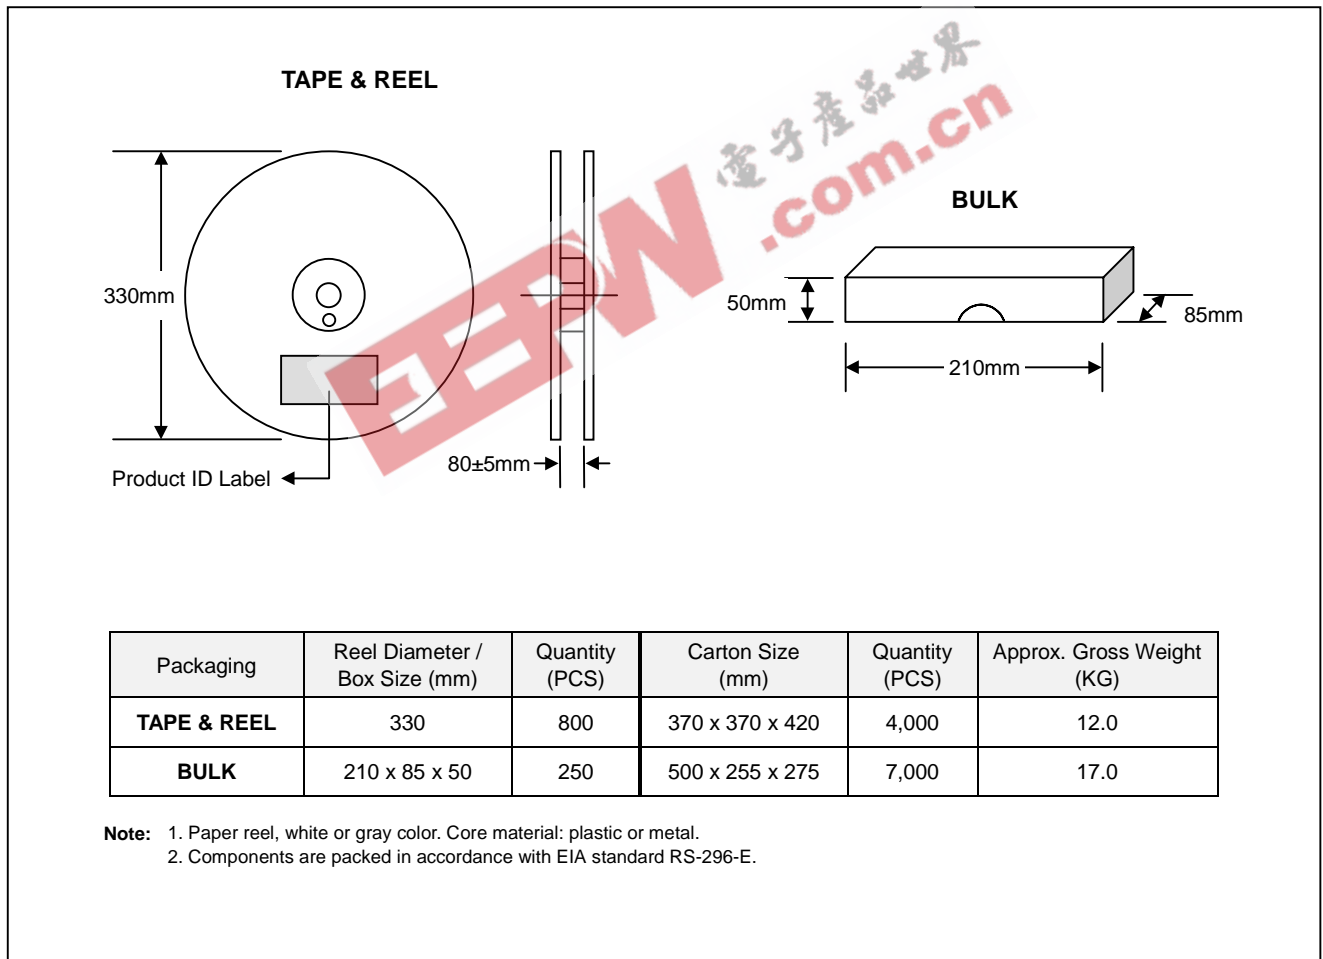 TAPE & REEL
電子產品世界
.com.cn
EEPW
BULK
330mm
50mm
85mm
210mm
80±5mm
Product ID Label
Packaging
Reel Diameter /
Box Size (mm)
Quantity
(PCS)
Carton Size
(mm)
Quantity
(PCS)
Approx. Gross Weight
(KG)
TAPE & REEL 330 800 370 x 370 x 420 4,000 12.0
BULK 210 x 85 x 50 250 500 x 255 x 275 7,000 17.0
Note: 1. Paper reel, white or gray color. Core material: plastic or metal.
2. Components are packed in accordance with EIA standard RS-296-E.